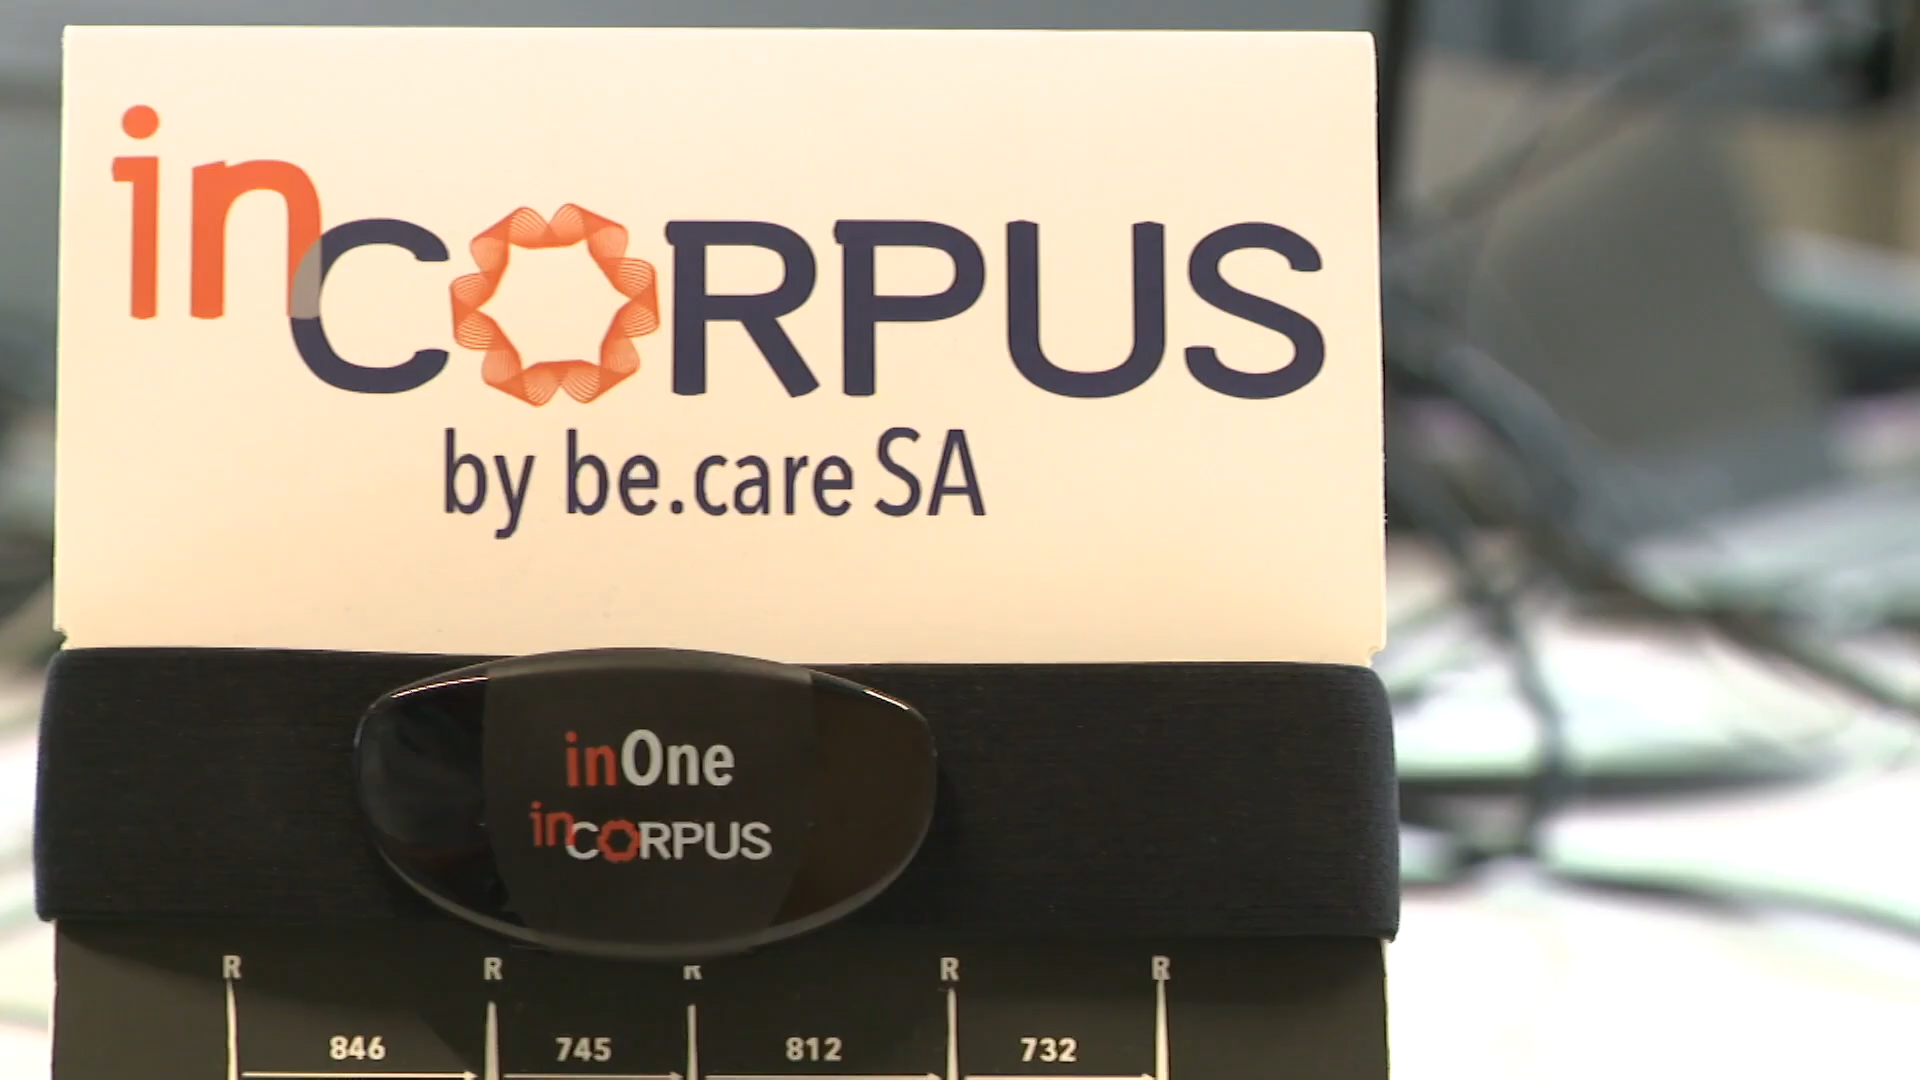 inCORPUS
by be.care SA
inOne
inCORPUS
R R R R R
846 745 812 732